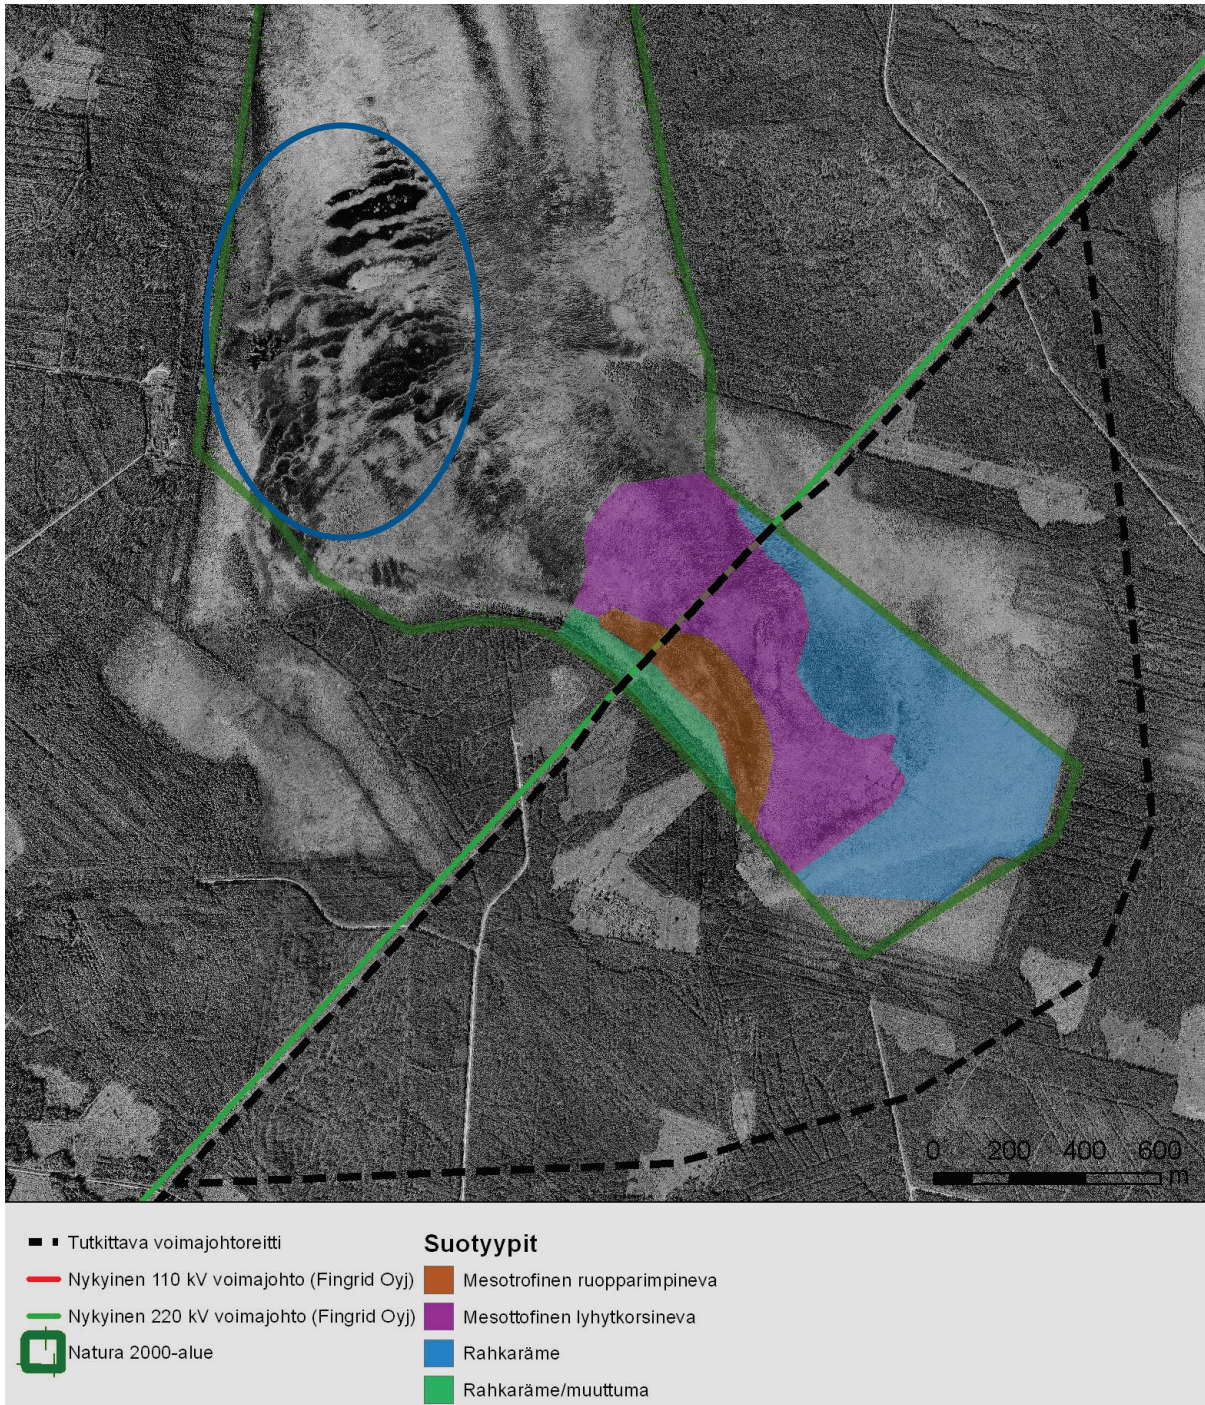 0 200 400 600
m
Tutkittava voimajohtoreitti
Nykyinen 110 kV voimajohto (Fingrid Oyj)
Nykyinen 220 kV voimajohto (Fingrid Oyj)
Natura 2000-alue
Suotyypit
Mesotrofinen ruopparimpineva
Mesottofinen lyhytkorsineva
Rahkaräme
Rahkaräme/muuttuma